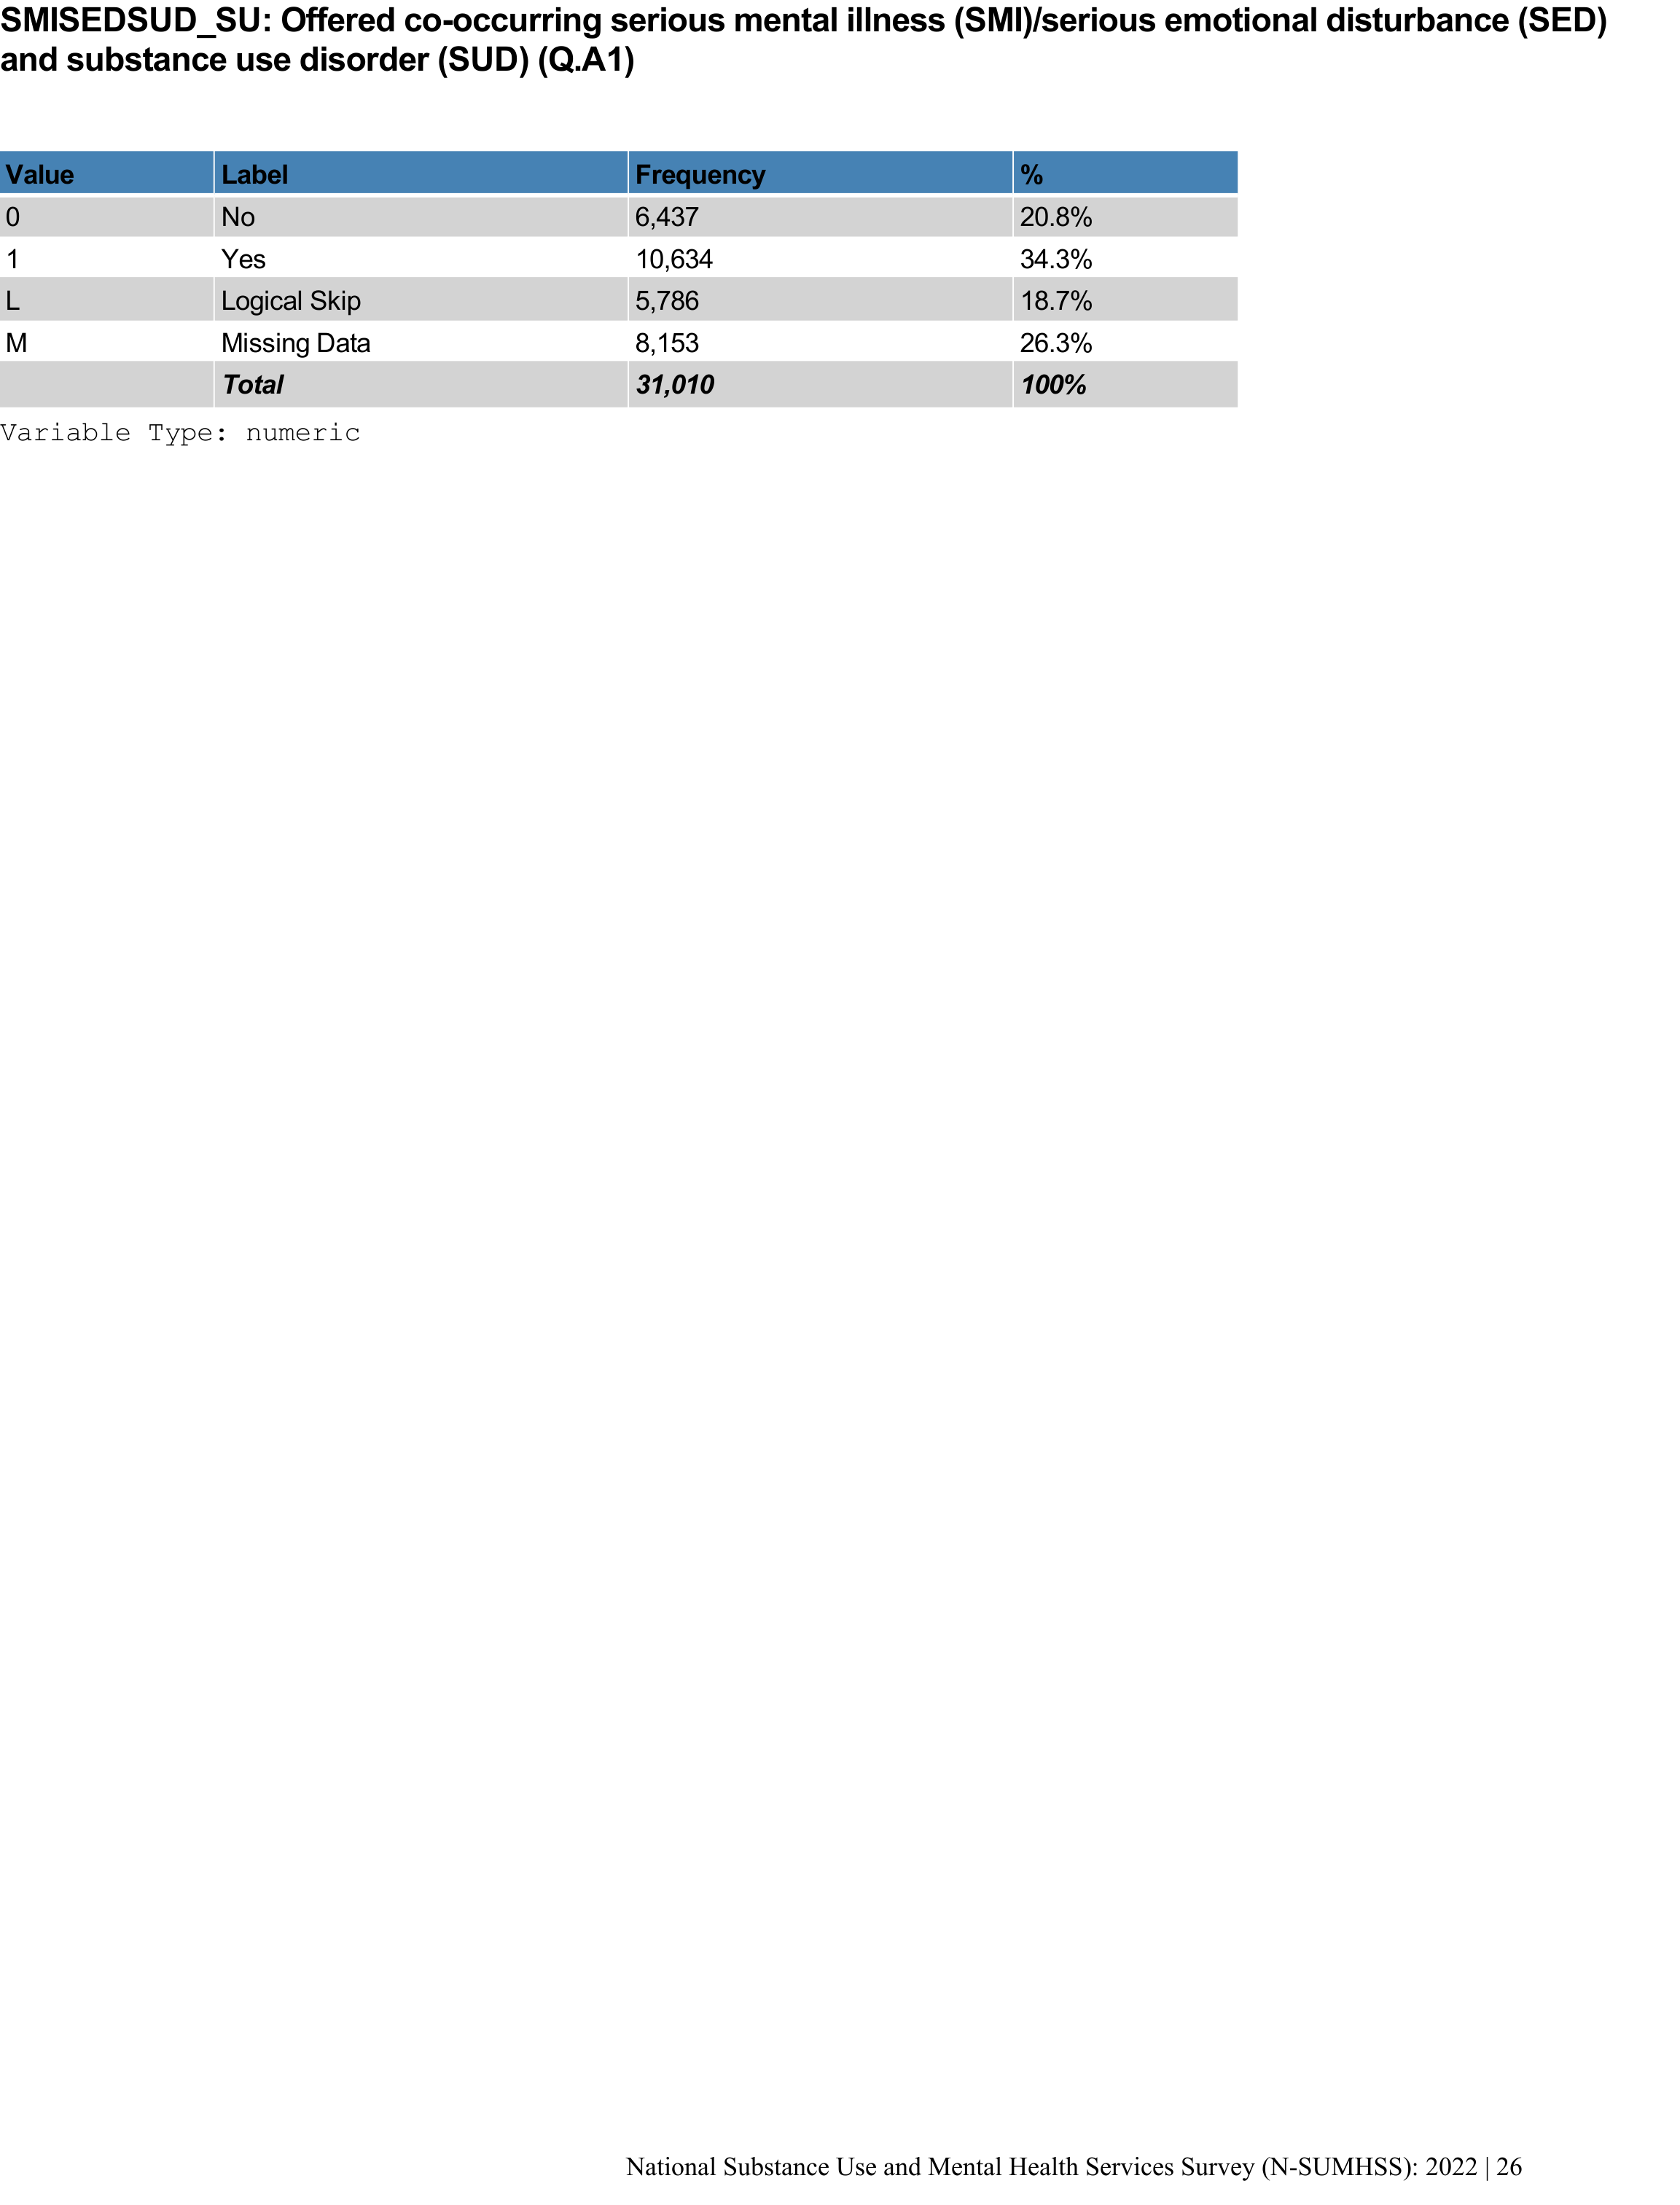 SMISEDSUD_SU: Offered co-occurring serious mental illness (SMI)/serious emotional disturbance (SED)
and substance use disorder (SUD) (Q.A1)
Value Label Frequency %
0 No 6,437 20.8%
1 Yes 10,634 34.3%
L Logical Skip 5,786 18.7%
M Missing Data 8,153 26.3%
Total 31,010 100%
Variable Type: numeric
National Substance Use and Mental Health Services Survey (N-SUMHSS): 2022 | 26